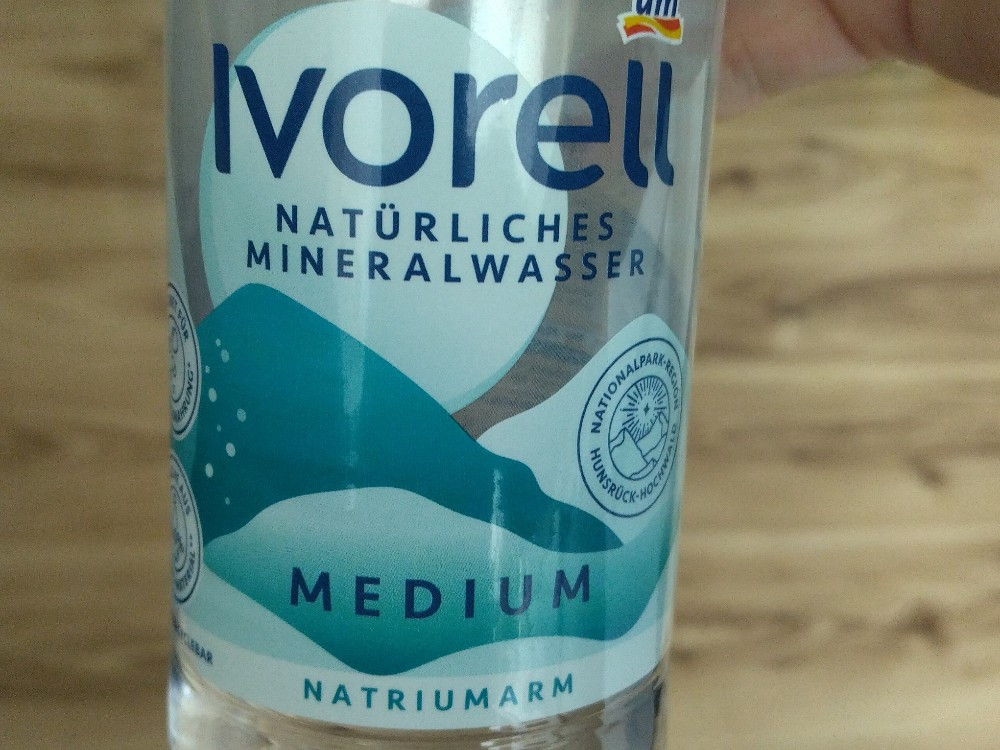 dm
Ivorell
NATÜRLICHES
MINERALWASSER
NATIONALPARK-REGION
HUNSRÜCK-HOCHWALD
MEDIUM
NATRIUMARM